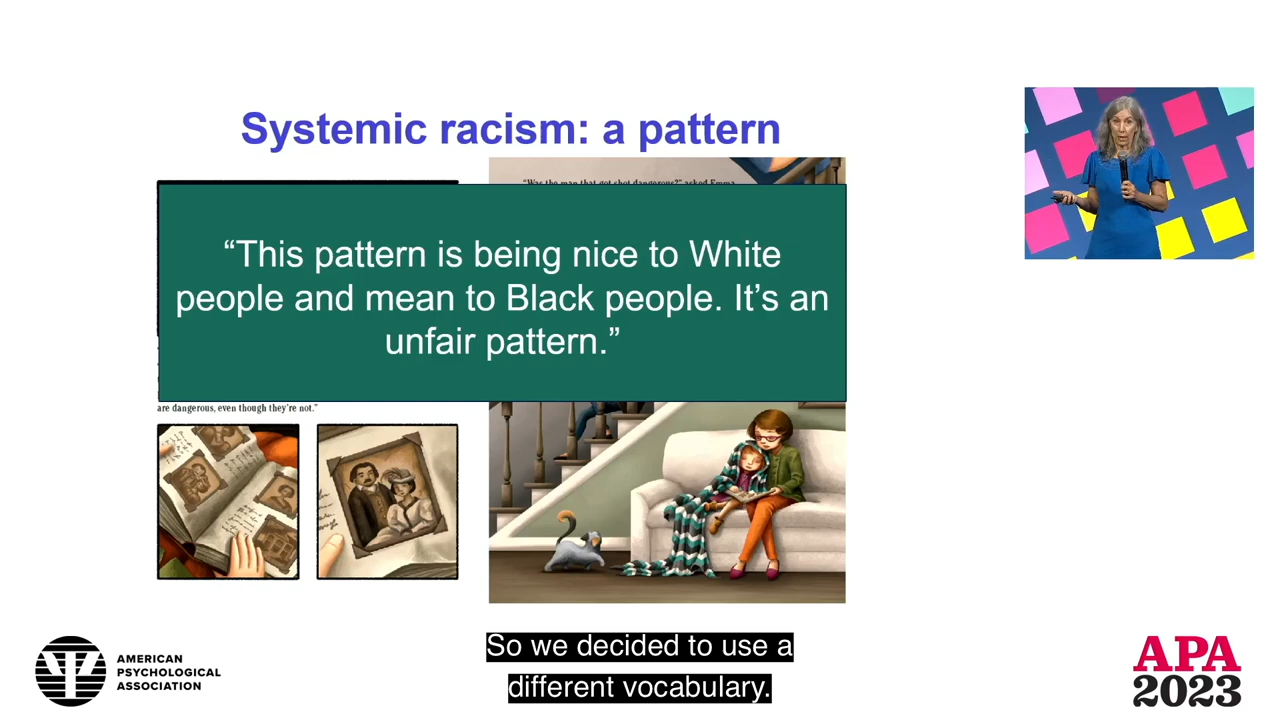 Systemic racism: a pattern
“Was the man that got shot dangerous?” asked Emma.
“This pattern is being nice to White
people and mean to Black people. It’s an
unfair pattern.”
are dangerous, even though they’re not.”
So we decided to use a
different vocabulary.
AMERICAN
PSYCHOLOGICAL
ASSOCIATION
APA
2023